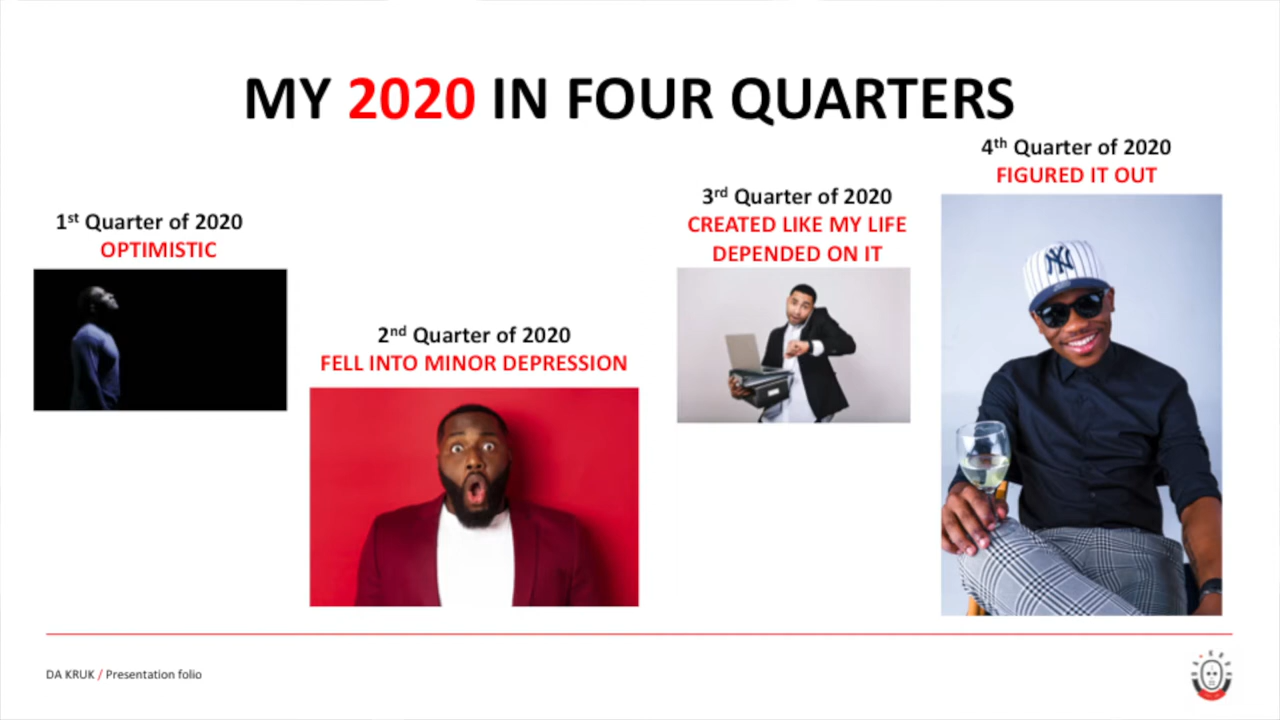 MY 2020 IN FOUR QUARTERS
1st Quarter of 2020
OPTIMISTIC
2nd Quarter of 2020
FELL INTO MINOR DEPRESSION
3rd Quarter of 2020
CREATED LIKE MY LIFE
DEPENDED ON IT
4th Quarter of 2020
FIGURED IT OUT
NY
DA KRUK / Presentation folio